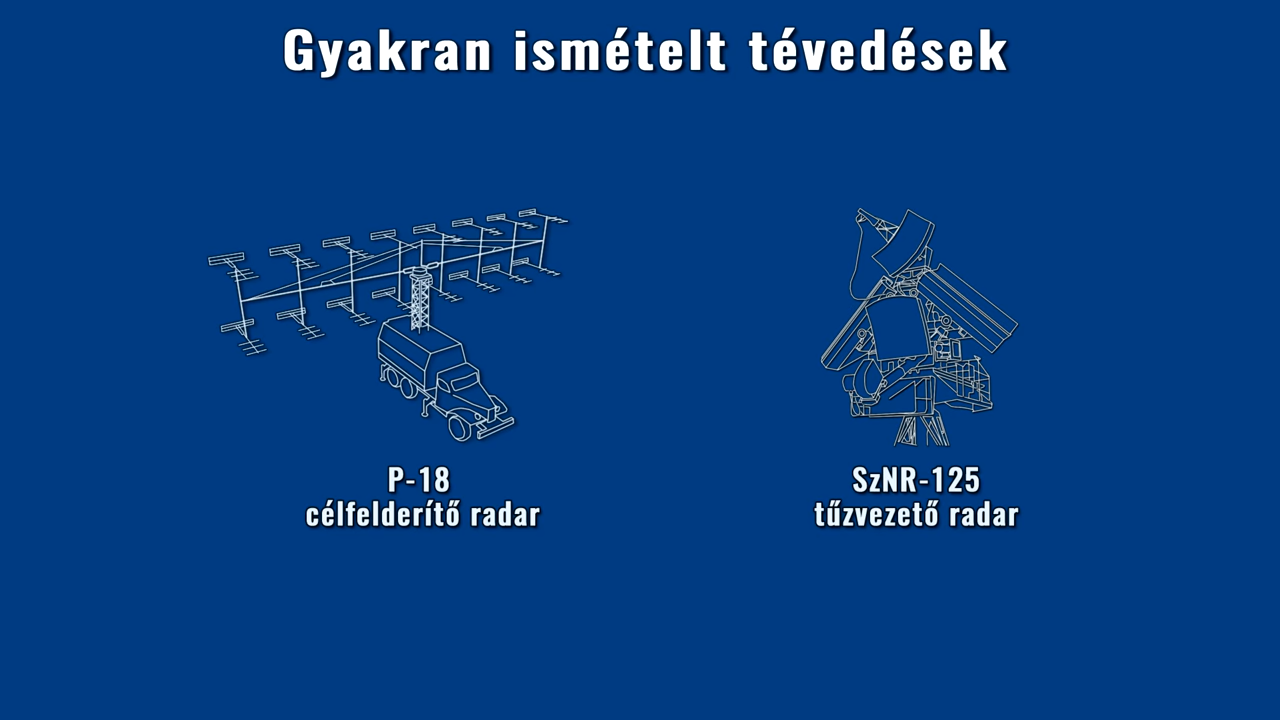 Gyakran ismételt tévedések
P-18
célfelderítő radar
SzNR-125
tűzvezető radar